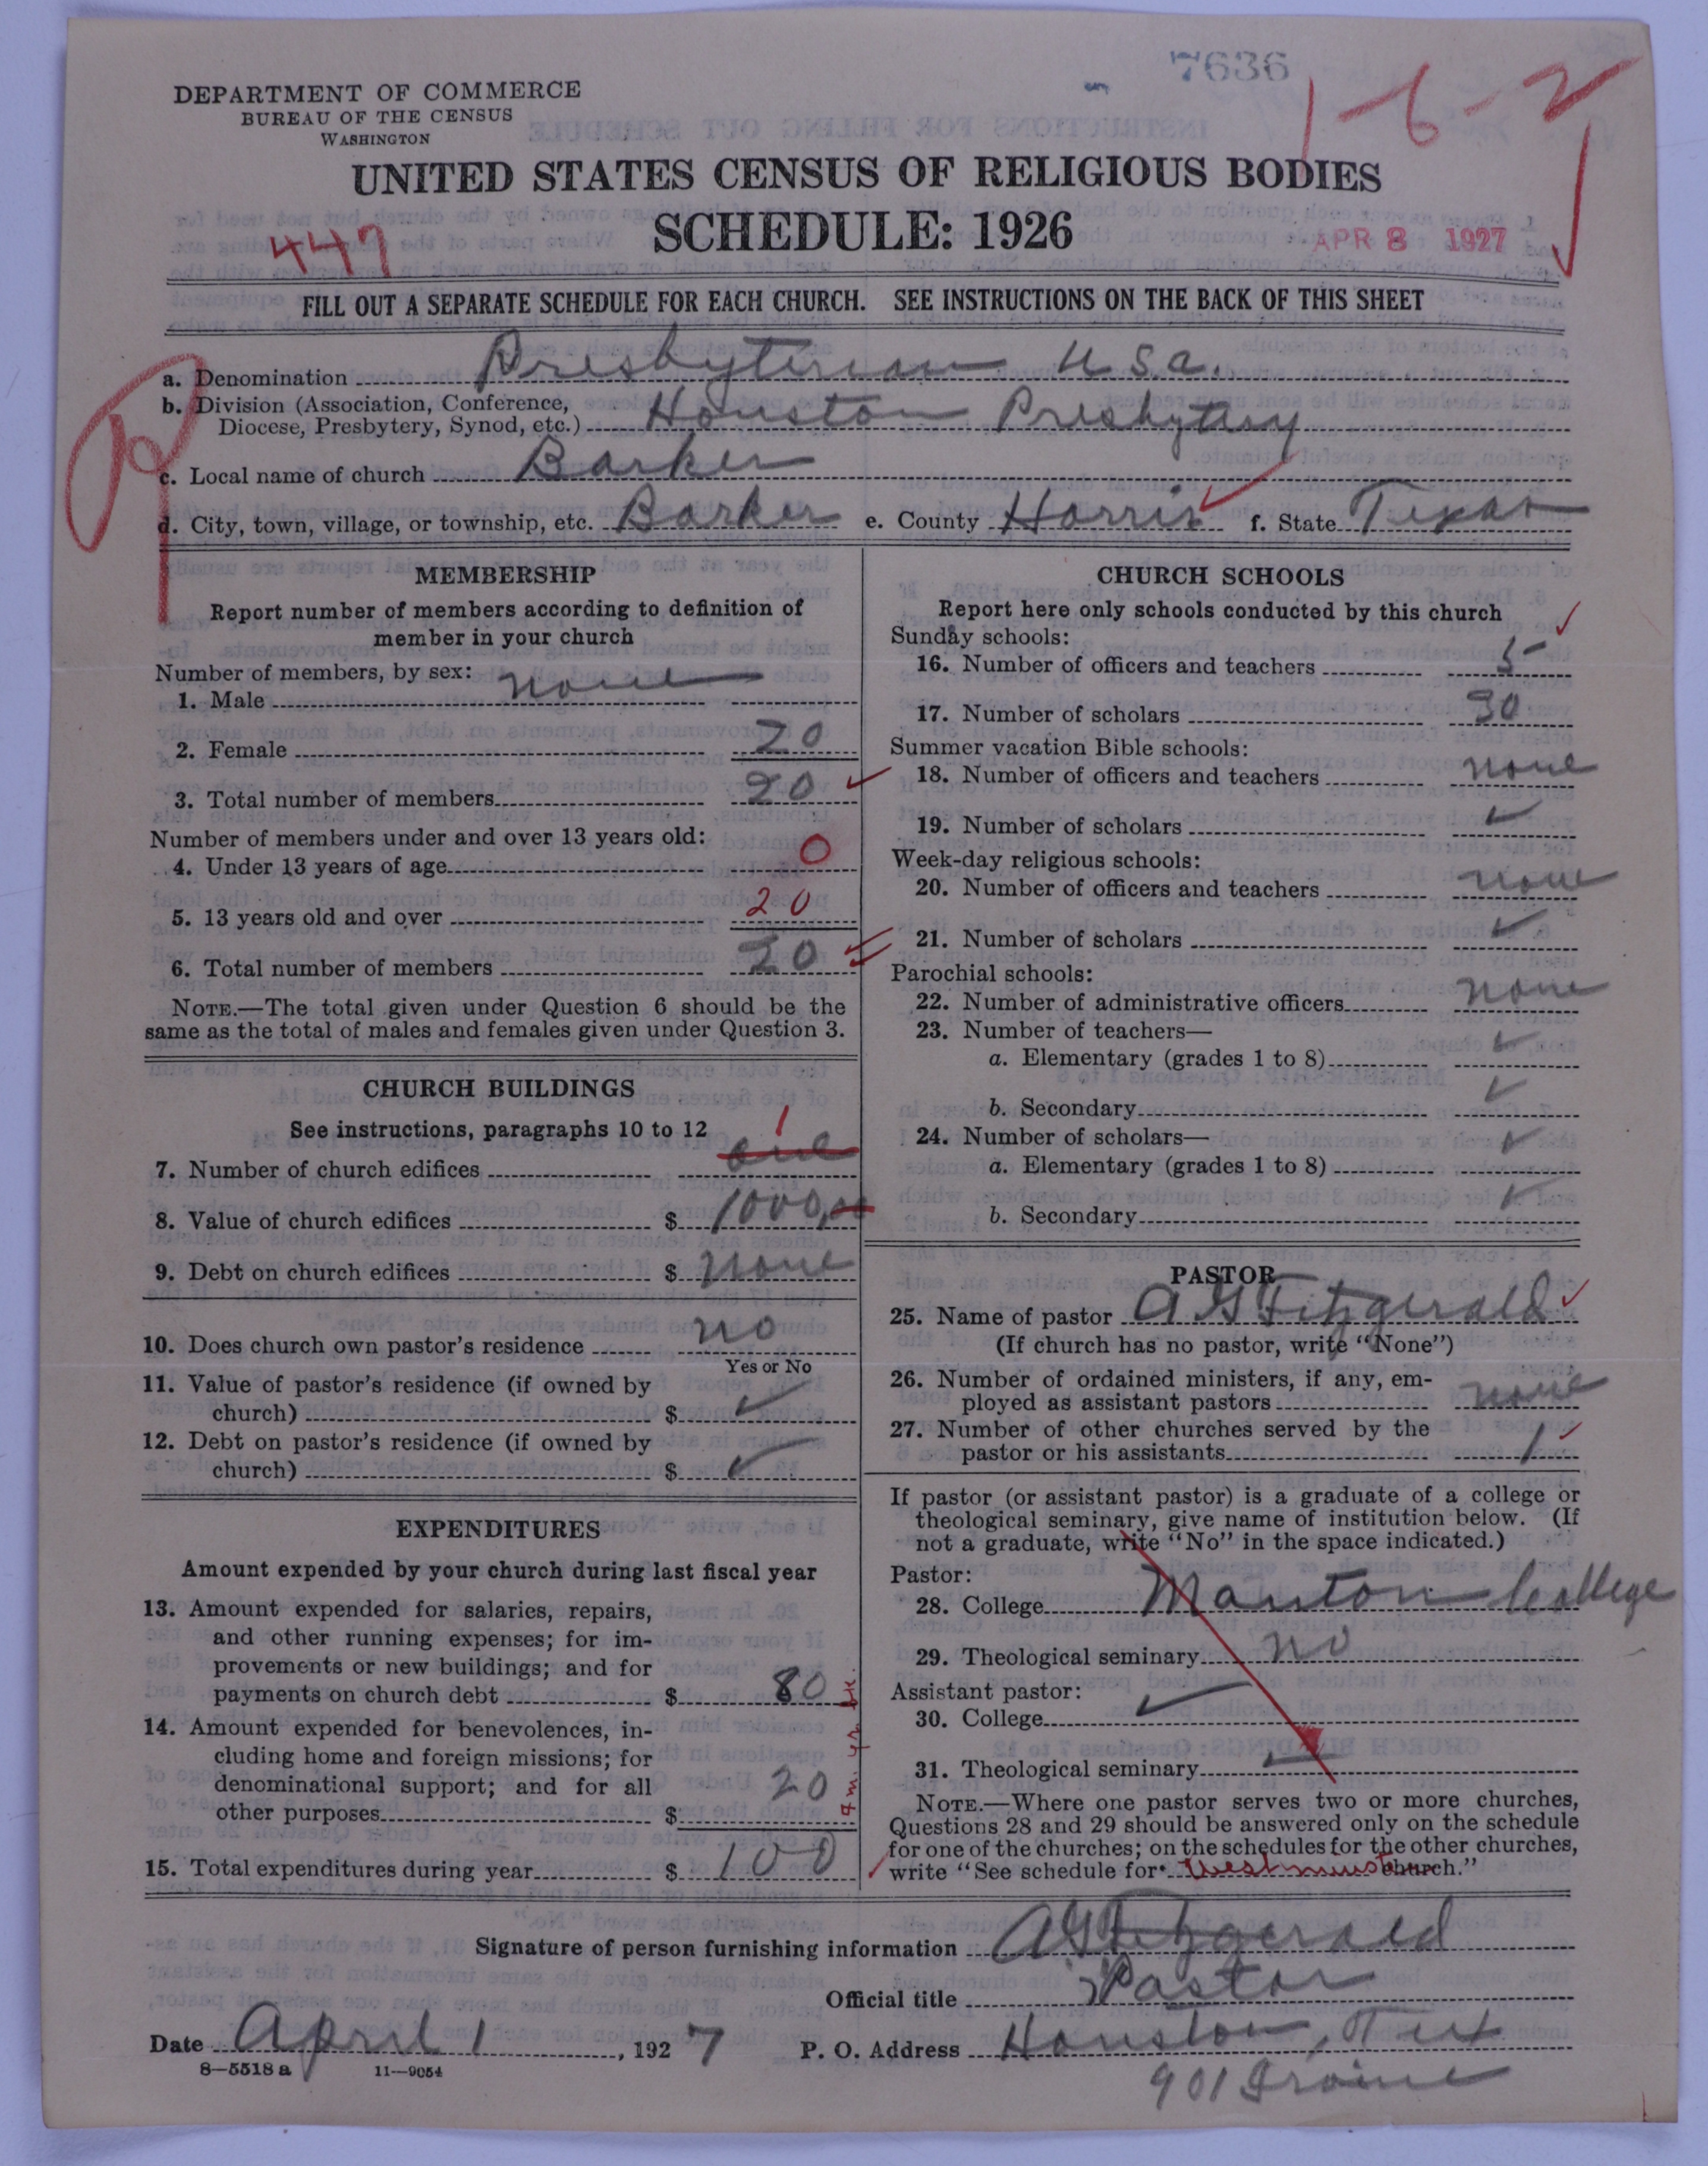 7636
1-6-2
DEPARTMENT OF COMMERCE
BUREAU OF THE CENSUS
WASHINGTON
UNITED STATES CENSUS OF RELIGIOUS BODIES
SCHEDULE: 1926
447
APR 8 1927
FILL OUT A SEPARATE SCHEDULE FOR EACH CHURCH. SEE INSTRUCTIONS ON THE BACK OF THIS SHEET
a. Denomination Presbyterian U.S.A.
b. Division (Association, Conference,
Diocese, Presbytery, Synod, etc.) Houston Presbytery
c. Local name of church Barker
d. City, town, village, or township, etc. Barker e. County Harris f. State Texas
MEMBERSHIP
Report number of members according to definition of
member in your church
Number of members, by sex:
1. Male none
2. Female 20
3. Total number of members 20
Number of members under and over 13 years old:
4. Under 13 years of age 0
5. 13 years old and over 20
6. Total number of members 20
NOTE.—The total given under Question 6 should be the
same as the total of males and females given under Question 3.
CHURCH BUILDINGS
See instructions, paragraphs 10 to 12
1
7. Number of church edifices one
8. Value of church edifices $ 1000,00
9. Debt on church edifices $ none
10. Does church own pastor's residence no
Yes or No
11. Value of pastor's residence (if owned by
church) $ ✓
12. Debt on pastor's residence (if owned by
church) $ ✓
EXPENDITURES
Amount expended by your church during last fiscal year
13. Amount expended for salaries, repairs,
and other running expenses; for im-
provements or new buildings; and for
payments on church debt $ 80
14. Amount expended for benevolences, in-
cluding home and foreign missions; for
denominational support; and for all
other purposes $ 20
15. Total expenditures during year $ 100
CHURCH SCHOOLS
Report here only schools conducted by this church
Sunday schools:
16. Number of officers and teachers 5
17. Number of scholars 30
Summer vacation Bible schools:
18. Number of officers and teachers none
19. Number of scholars ✓
Week-day religious schools:
20. Number of officers and teachers none
21. Number of scholars ✓
Parochial schools:
22. Number of administrative officers none
23. Number of teachers—
a. Elementary (grades 1 to 8) ✓
b. Secondary ✓
24. Number of scholars—
a. Elementary (grades 1 to 8) ✓
b. Secondary ✓
PASTOR
25. Name of pastor A G Fitzgerald
(If church has no pastor, write "None")
26. Number of ordained ministers, if any, em-
ployed as assistant pastors none
27. Number of other churches served by the
pastor or his assistants 1
If pastor (or assistant pastor) is a graduate of a college or
theological seminary, give name of institution below. (If
not a graduate, write "No" in the space indicated.)
Pastor:
28. College College
29. Theological seminary no
Assistant pastor:
30. College ✓
31. Theological seminary
NOTE.—Where one pastor serves two or more churches,
Questions 28 and 29 should be answered only on the schedule
for one of the churches; on the schedules for the other churches,
write "See schedule for Westminster church."
Signature of person furnishing information A G Fitzgerald
Official title Pastor
Date April 1, 1927 P. O. Address Houston, Tex
8-5518 a 11-9054
901